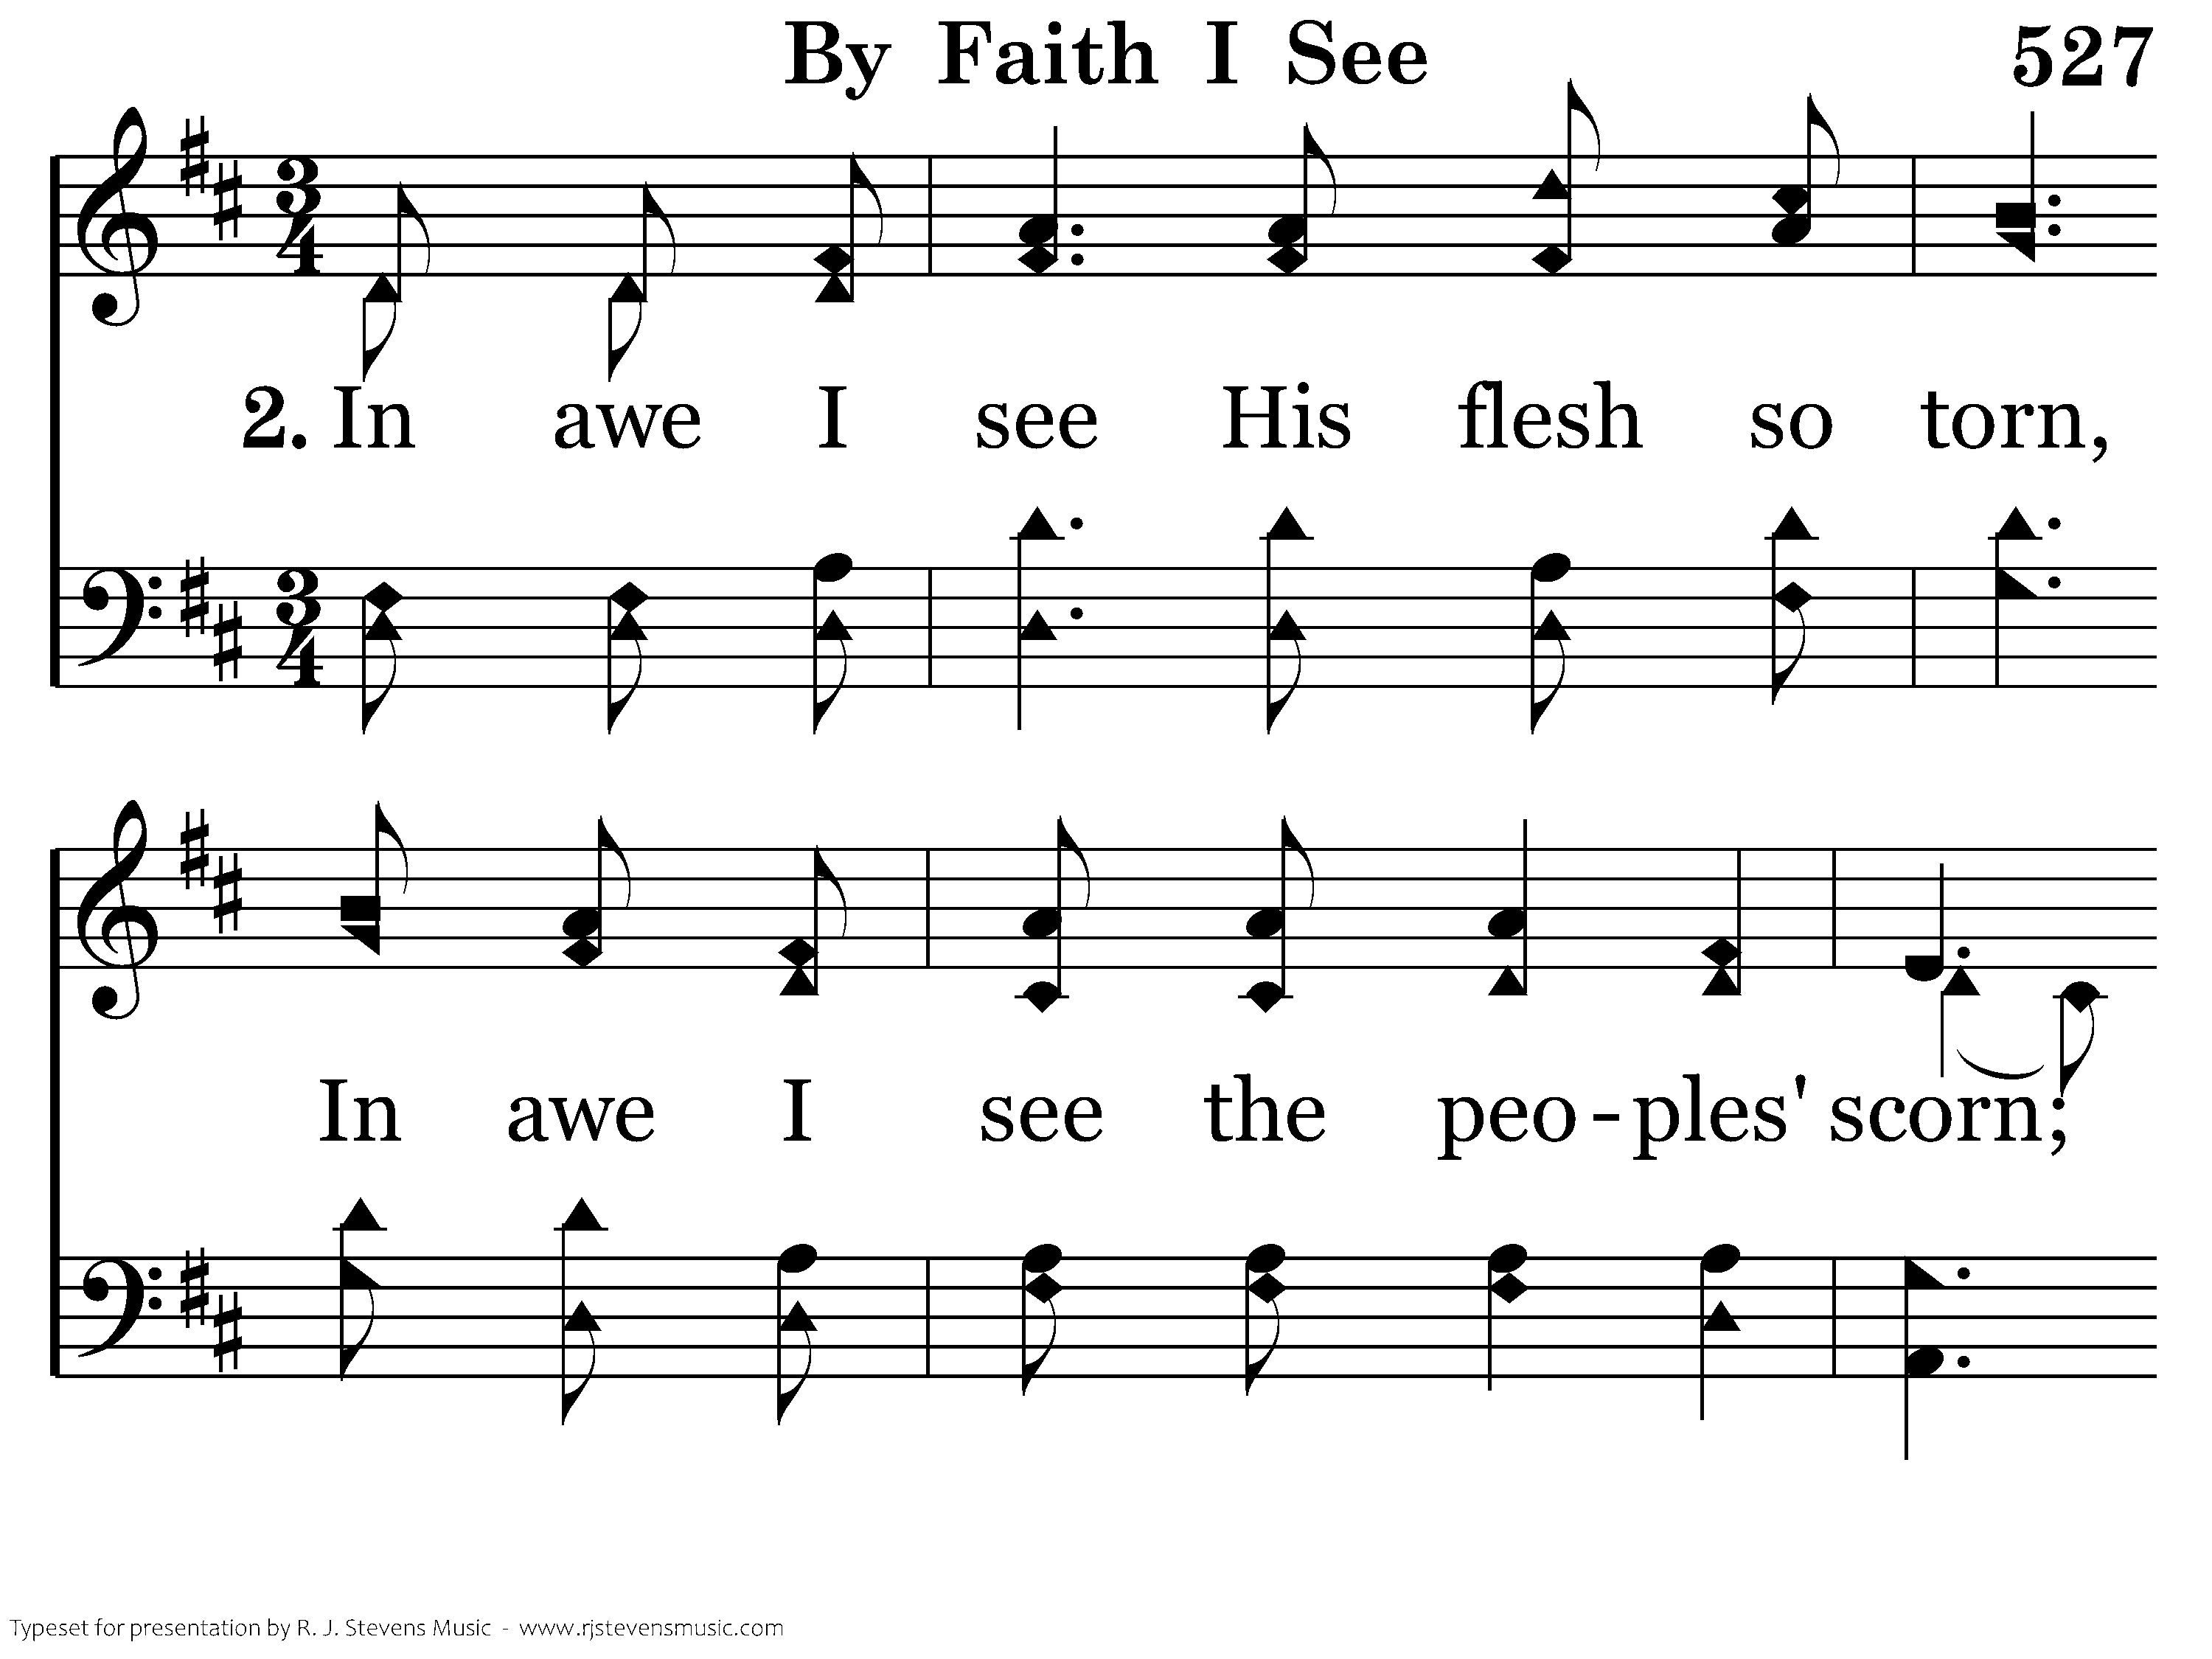 By Faith I See 527
2. In awe I see His flesh so torn,
In awe I see the peo - ples' scorn;
Typeset for presentation by R. J. Stevens Music - www.rjstevensmusic.com